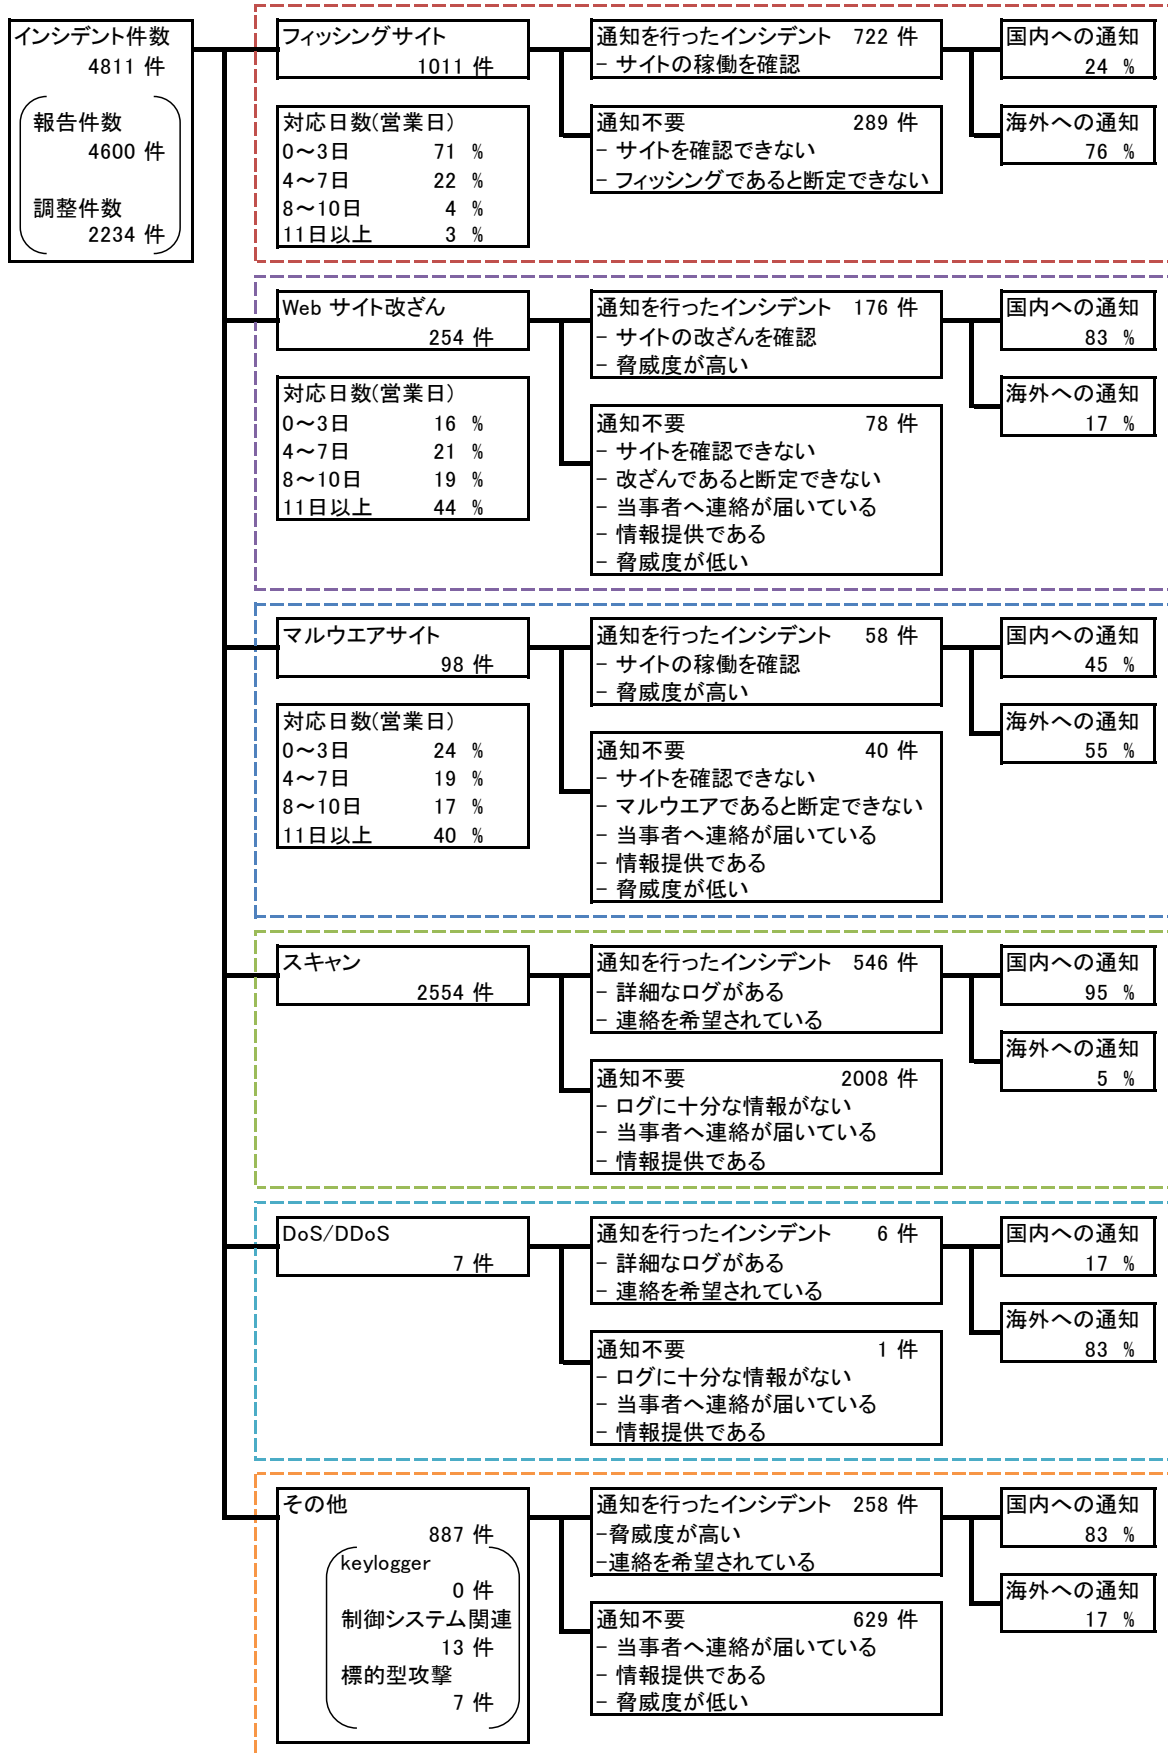 インシデント件数
4811 件
報告件数
4600 件
調整件数
2234 件
フィッシングサイト
1011 件
対応日数(営業日)
0～3日 71 %
4～7日 22 %
8～10日 4 %
11日以上 3 %
通知を行ったインシデント 722 件
- サイトの稼働を確認
通知不要 289 件
- サイトを確認できない
- フィッシングであると断定できない
国内への通知
24 %
海外への通知
76 %
Web サイト改ざん
254 件
対応日数(営業日)
0～3日 16 %
4～7日 21 %
8～10日 19 %
11日以上 44 %
通知を行ったインシデント 176 件
- サイトの改ざんを確認
- 脅威度が高い
通知不要 78 件
- サイトを確認できない
- 改ざんであると断定できない
- 当事者へ連絡が届いている
- 情報提供である
- 脅威度が低い
国内への通知
83 %
海外への通知
17 %
マルウエアサイト
98 件
対応日数(営業日)
0～3日 24 %
4～7日 19 %
8～10日 17 %
11日以上 40 %
通知を行ったインシデント 58 件
- サイトの稼働を確認
- 脅威度が高い
通知不要 40 件
- サイトを確認できない
- マルウエアであると断定できない
- 当事者へ連絡が届いている
- 情報提供である
- 脅威度が低い
国内への通知
45 %
海外への通知
55 %
スキャン
2554 件
通知を行ったインシデント 546 件
- 詳細なログがある
- 連絡を希望されている
通知不要 2008 件
- ログに十分な情報がない
- 当事者へ連絡が届いている
- 情報提供である
国内への通知
95 %
海外への通知
5 %
DoS/DDoS
7 件
通知を行ったインシデント 6 件
- 詳細なログがある
- 連絡を希望されている
通知不要 1 件
- ログに十分な情報がない
- 当事者へ連絡が届いている
- 情報提供である
国内への通知
17 %
海外への通知
83 %
その他
887 件
keylogger
0 件
制御システム関連
13 件
標的型攻撃
7 件
通知を行ったインシデント 258 件
-脅威度が高い
-連絡を希望されている
通知不要 629 件
- 当事者へ連絡が届いている
- 情報提供である
- 脅威度が低い
国内への通知
83 %
海外への通知
17 %